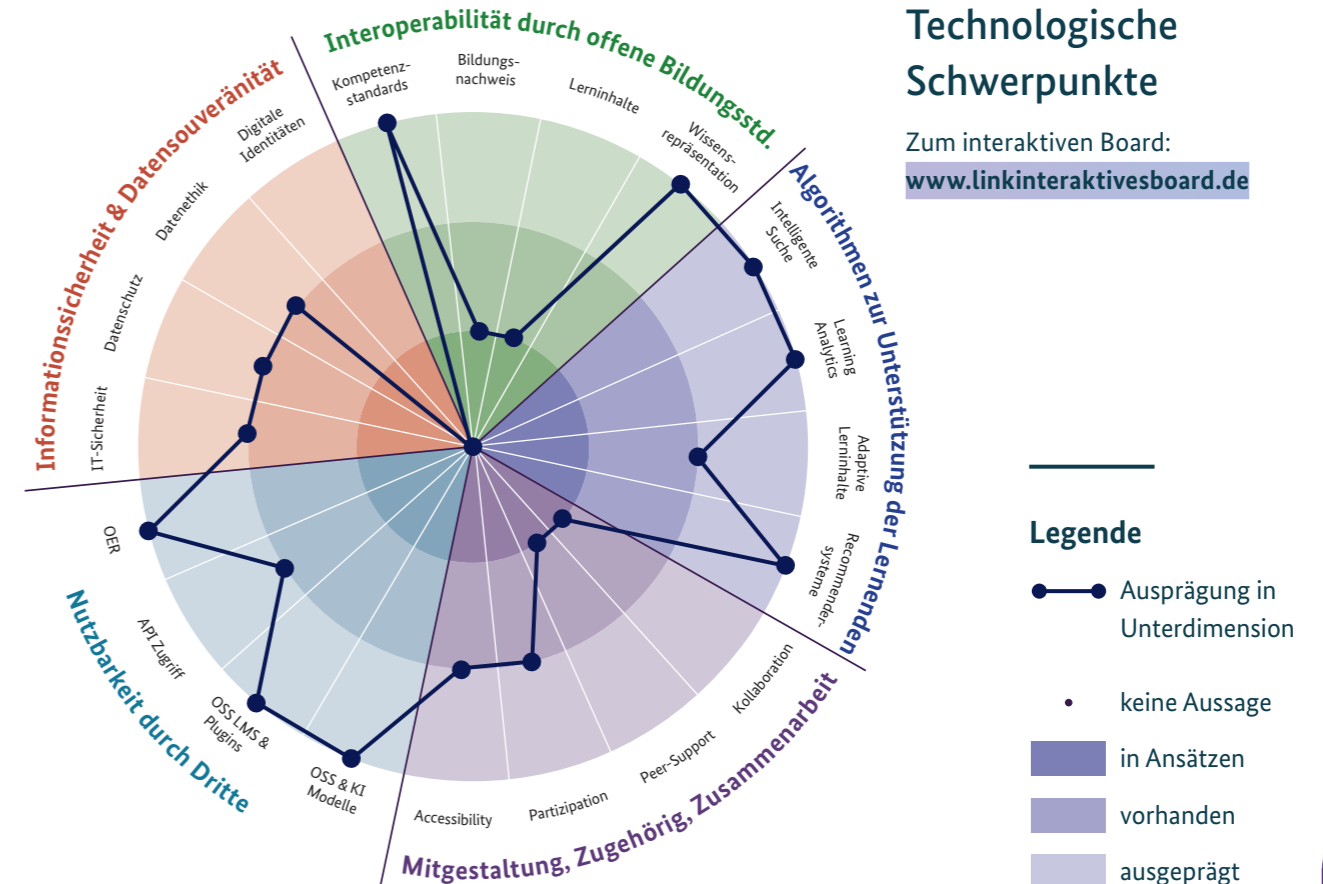 Technologische
Schwerpunkte
Zum interaktiven Board:
www.linkinteraktivesboard.de
Interoperabilität durch offene Bildungsstd.
Kompetenz-
standards
Bildungs-
nachweis
Lerninhalte
Wissens-
repräsentation
Algorithmen zur Unterstützung der Lernenden
Intelligente
Suche
Learning
Analytics
Adaptive
Lerninhalte
Recommender-
systeme
Mitgestaltung, Zugehörig, Zusammenarbeit
Kollaboration
Peer-Support
Partizipation
Accessibility
Nutzbarkeit durch Dritte
OSS & KI
Modelle
OSS LMS &
Plugins
API Zugriff
OER
Informationssicherheit & Datensouveränität
IT-Sicherheit
Datenschutz
Datenethik
Digitale
Identitäten
Legende
Ausprägung in
Unterdimension
keine Aussage
in Ansätzen
vorhanden
ausgeprägt